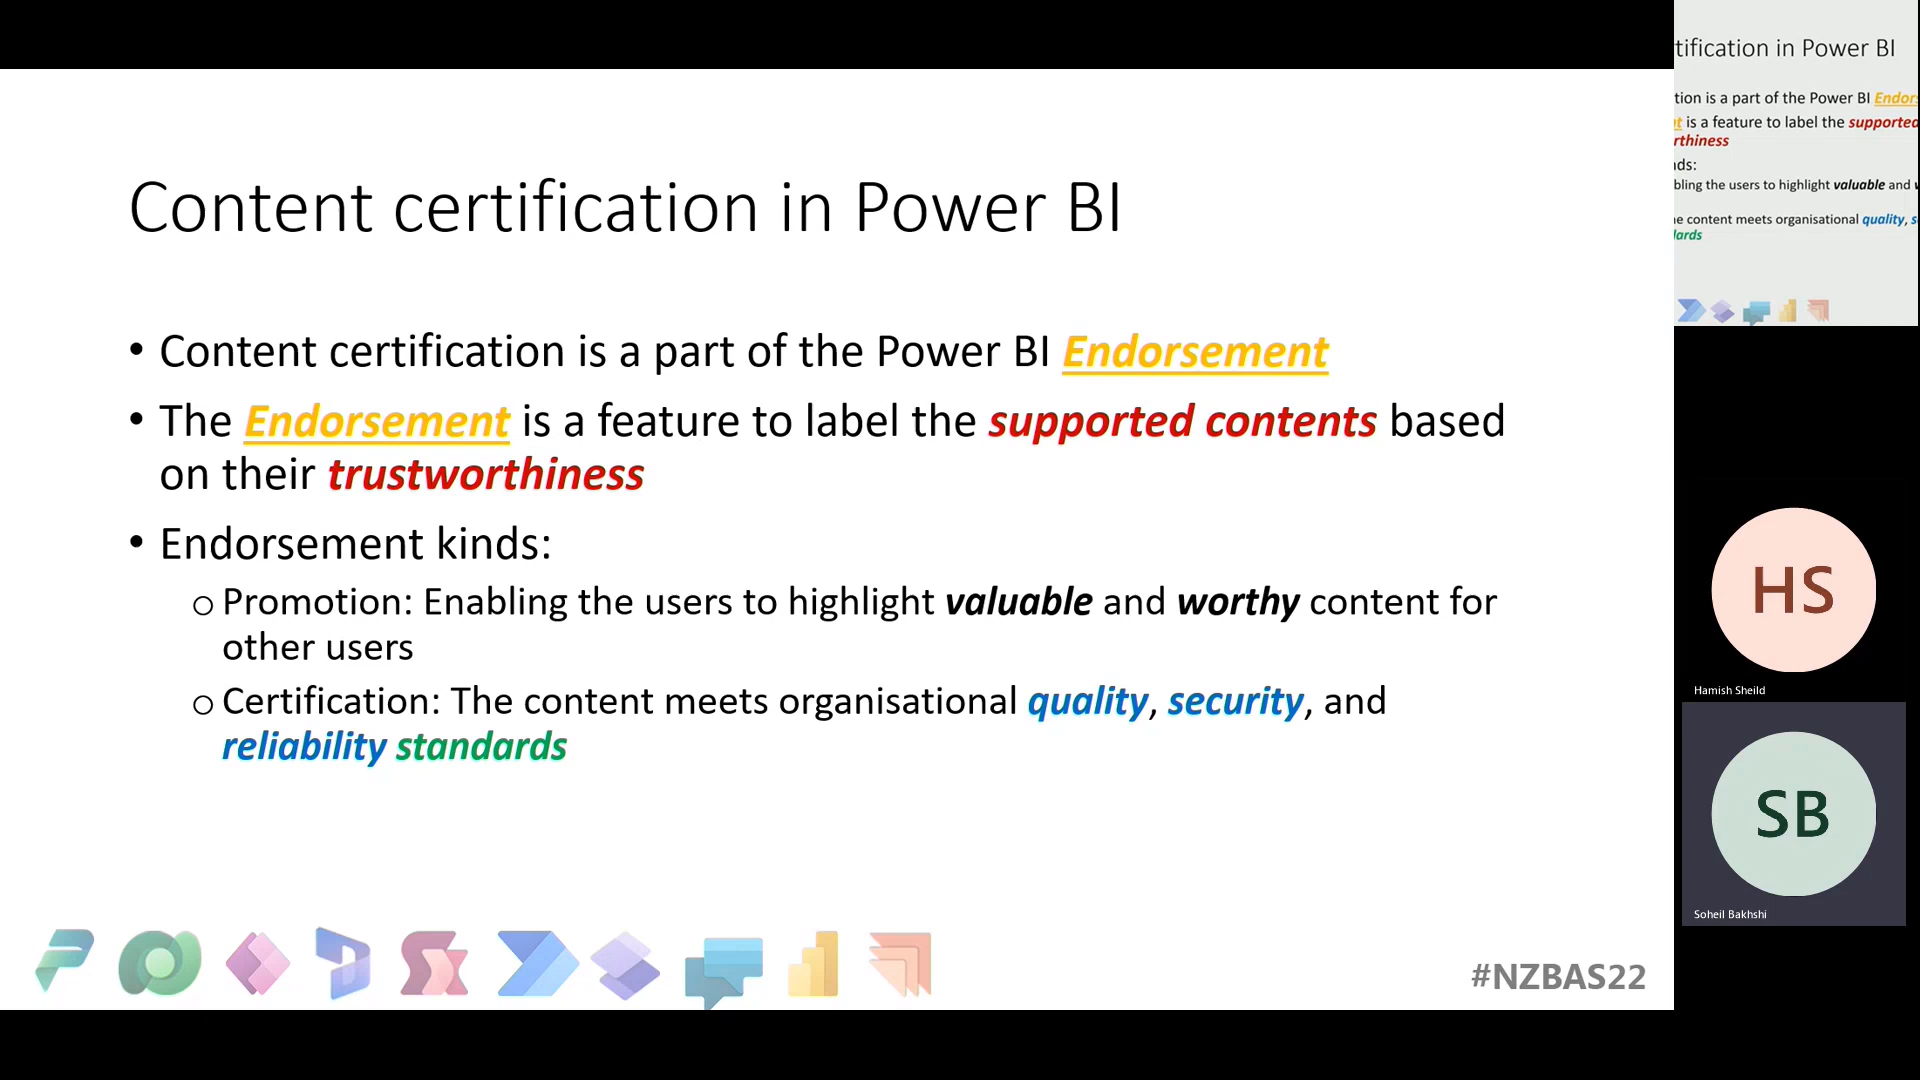 Content certification in Power BI
• Content certification is a part of the Power BI Endorsement
• The Endorsement is a feature to label the supported contents based
on their trustworthiness
• Endorsement kinds:
o Promotion: Enabling the users to highlight valuable and worthy content for
other users
o Certification: The content meets organisational quality, security, and
reliability standards
#NZBAS22
tification in Power BI
tion is a part of the Power BI Endors
t is a feature to label the supported
rthiness
ds:
bling the users to highlight valuable and
e content meets organisational quality, s
dards
HS
Hamish Sheild
SB
Soheil Bakhshi